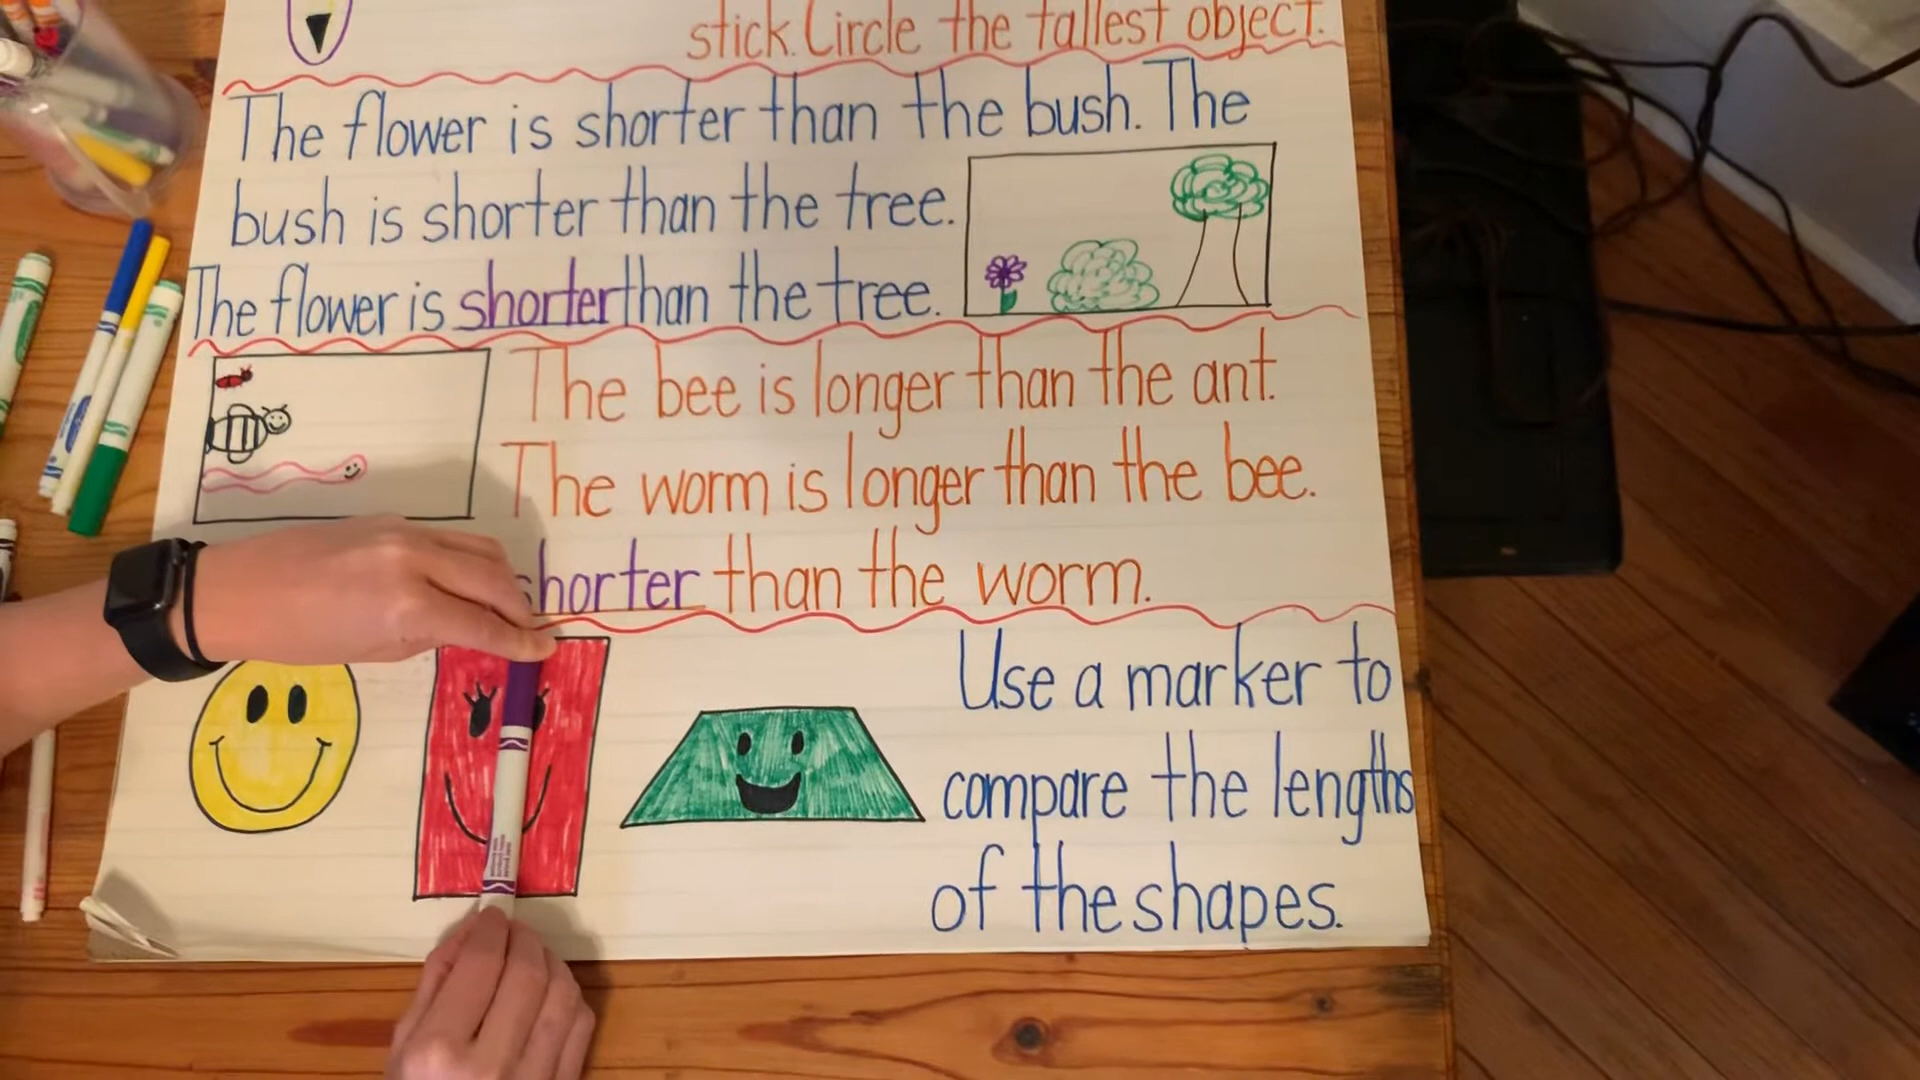 stick. Circle the tallest object.
The flower is shorter than the bush. The
bush is shorter than the tree.
The flower is shorter than the tree.
The bee is longer than the ant.
The worm is longer than the bee.
shorter than the worm.
Use a marker to
compare the lengths
of the shapes.